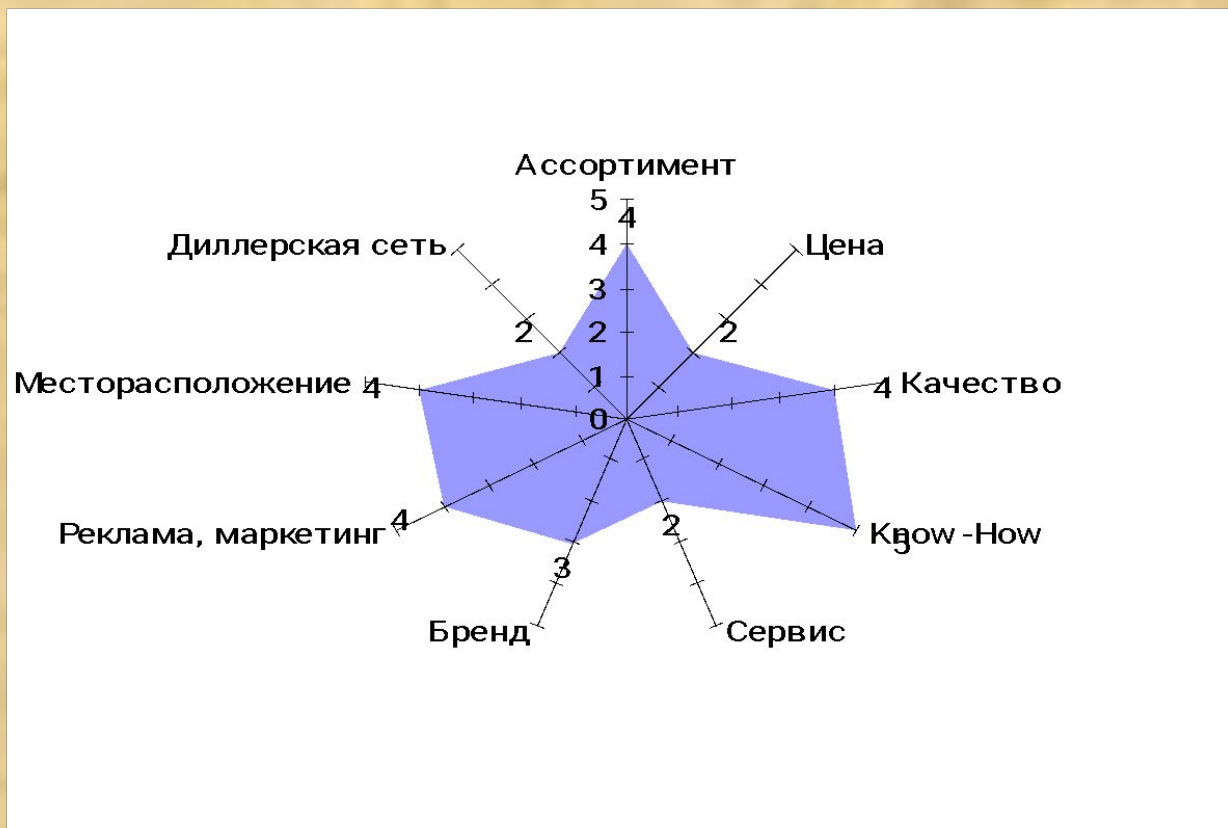 Ассортимент
5
4
4
3
2
1
0
Цена
2
4 Качество
Know-How
5
Сервис
2
Бренд
3
Реклама, маркетинг
4
Месторасположение 4
Диллерская сеть
2